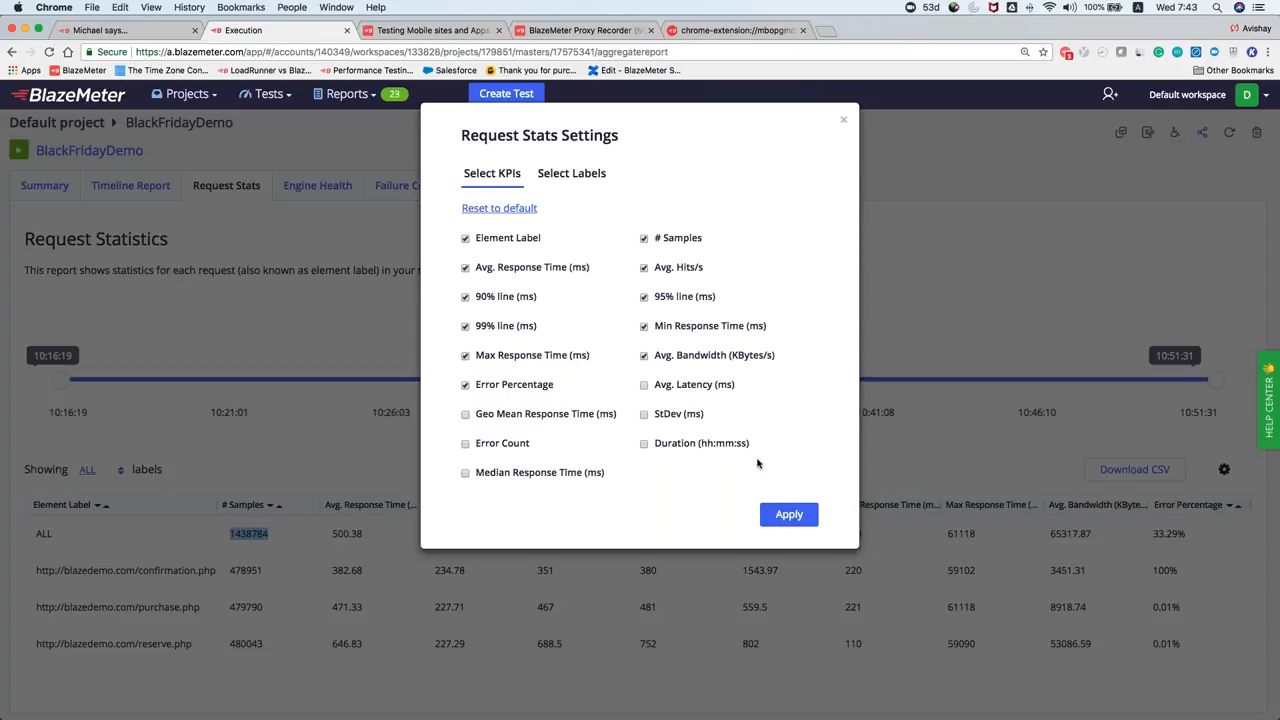 Chrome File Edit View History Bookmarks People Window Help 53d 100% Wed 7:43
Michael says... Execution Testing Mobile sites and Apps BlazeMeter Proxy Recorder (M chrome-extension://mbopgmd Avishay
Secure https://a.blazemeter.com/app/#/accounts/140349/workspaces/133828/projects/179851/masters/17575341/aggregatereport
Apps BlazeMeter The Time Zone Con... LoadRunner vs Blaz... Performance Testing... Salesforce Thank you for purc... Edit - BlazeMeter S... Other Bookmarks
BlazeMeter Projects Tests Reports 23 Create Test Default workspace D
Default project BlackFridayDemo
BlackFridayDemo
Summary Timeline Report Request Stats Engine Health Failure C
Request Statistics
This report shows statistics for each request (also known as element label) in your
10:16:19 10:51:31
10:16:19 10:21:01 10:26:03 0:41:08 10:46:10 10:51:31
Showing ALL labels Download CSV
Element Label # Samples Avg. Response Time (... Response Time (m... Max Response Time (... Avg. Bandwidth (KByte... Error Percentage
ALL 1438784 500.38 61118 65317.87 33.29%
http://blazedemo.com/confirmation.php 478951 382.68 234.78 351 380 1543.97 220 59102 3451.31 100%
http://blazedemo.com/purchase.php 479790 471.33 227.71 467 481 559.5 221 61118 8918.74 0.01%
http://blazedemo.com/reserve.php 480043 646.83 227.29 688.5 752 802 110 59090 53086.59 0.01%
Request Stats Settings
Select KPIs Select Labels
Reset to default
Element Label # Samples
Avg. Response Time (ms) Avg. Hits/s
90% line (ms) 95% line (ms)
99% line (ms) Min Response Time (ms)
Max Response Time (ms) Avg. Bandwidth (KBytes/s)
Error Percentage Avg. Latency (ms)
Geo Mean Response Time (ms) StDev (ms)
Error Count Duration (hh:mm:ss)
Median Response Time (ms)
Apply
HELP CENTER